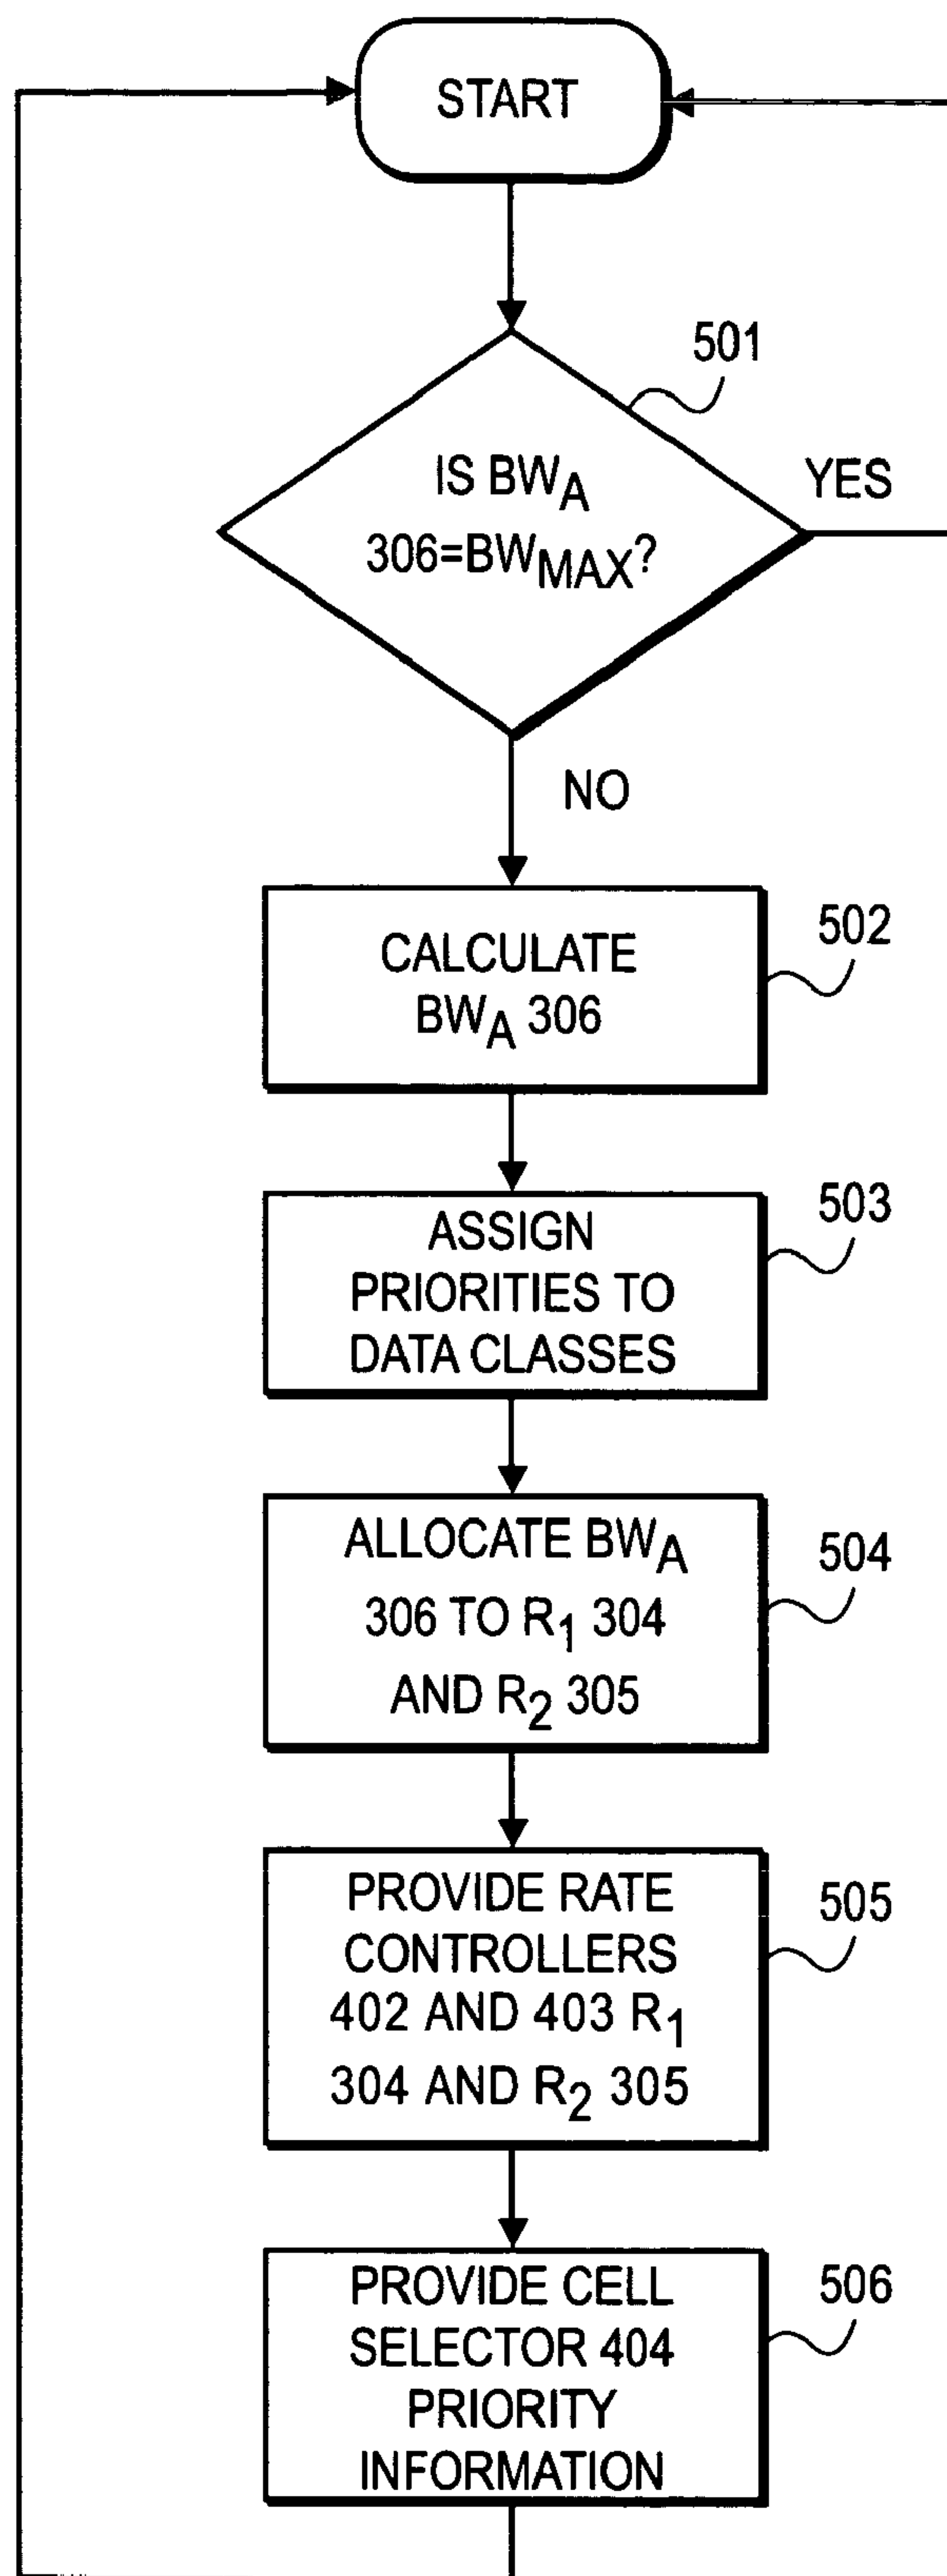 START
501
IS BWA
306=BWMAX?
YES
NO
502
CALCULATE
BWA 306
503
ASSIGN
PRIORITIES TO
DATA CLASSES
504
ALLOCATE BWA
306 TO R1 304
AND R2 305
505
PROVIDE RATE
CONTROLLERS
402 AND 403 R1
304 AND R2 305
506
PROVIDE CELL
SELECTOR 404
PRIORITY
INFORMATION